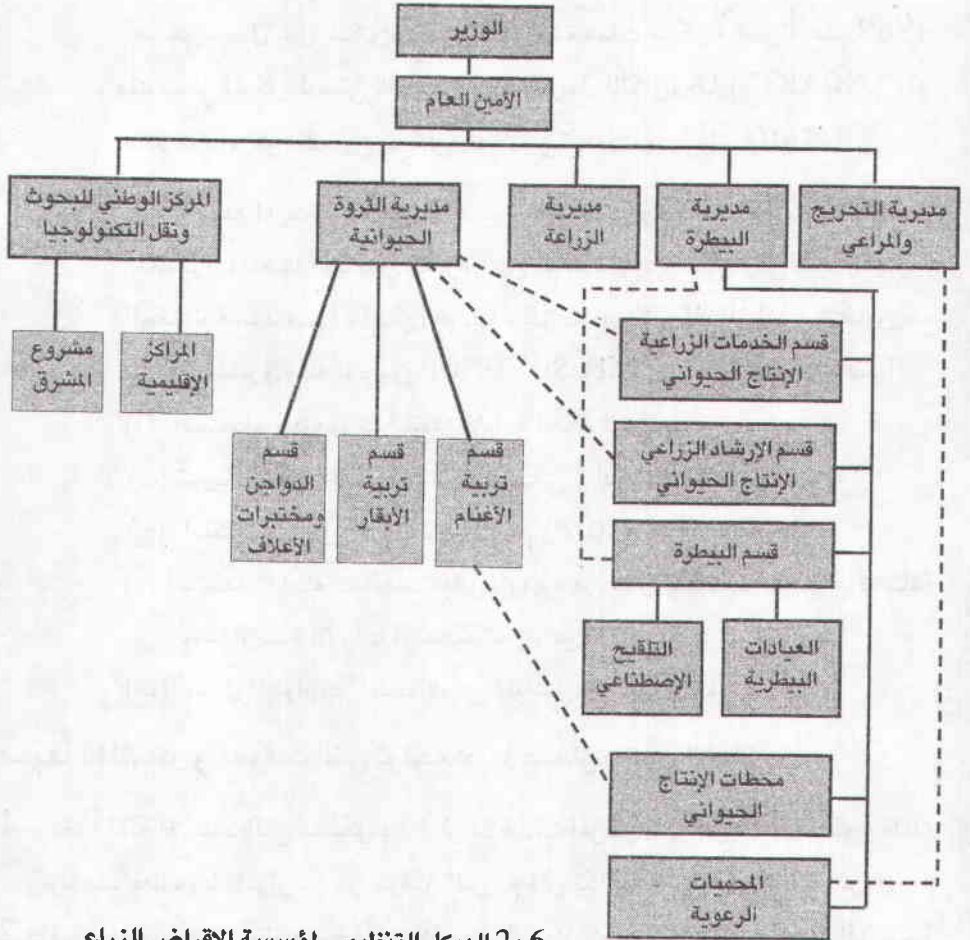 الوزير
الأمين العام
مديرية التحريج
والمراعي
مديرية
البيطرة
مديرية
الزراعة
مديرية الثروة
الحيوانية
المركز الوطني للبحوث
ونقل التكنولوجيا
قسم الخدمات الزراعية
الإنتاج الحيواني
المراكز
الإقليمية
مشروع
المشرق
قسم الإرشاد الزراعي
الإنتاج الحيواني
قسم
تربية
الأغنام
قسم
تربية
الأبقار
قسم
الدواجن
ومختبرات
الأعلاف
قسم البيطرة
العيادات
البيطرية
التلقيح
الإصطناعي
محطات الإنتاج
الحيواني
المحميات
الرعوية